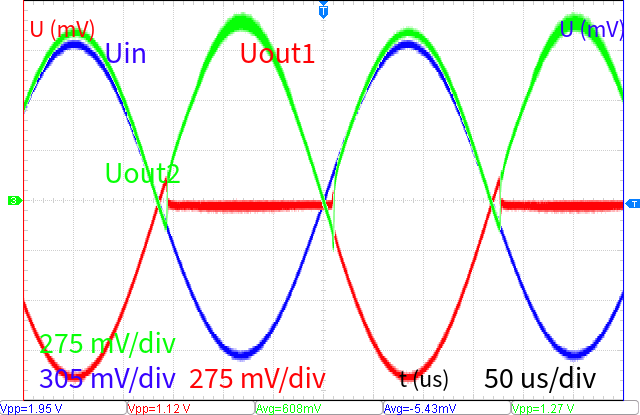 T
U (mV)
U (mV)
Uin
Uout1
Uout2
3
T
275 mV/div
305 mV/div
275 mV/div
t (us)
50 us/div
Vpp=1.95 V
Vpp=1.12 V
Avg=608mV
Avg=-5.43mV
Vpp=1.27 V